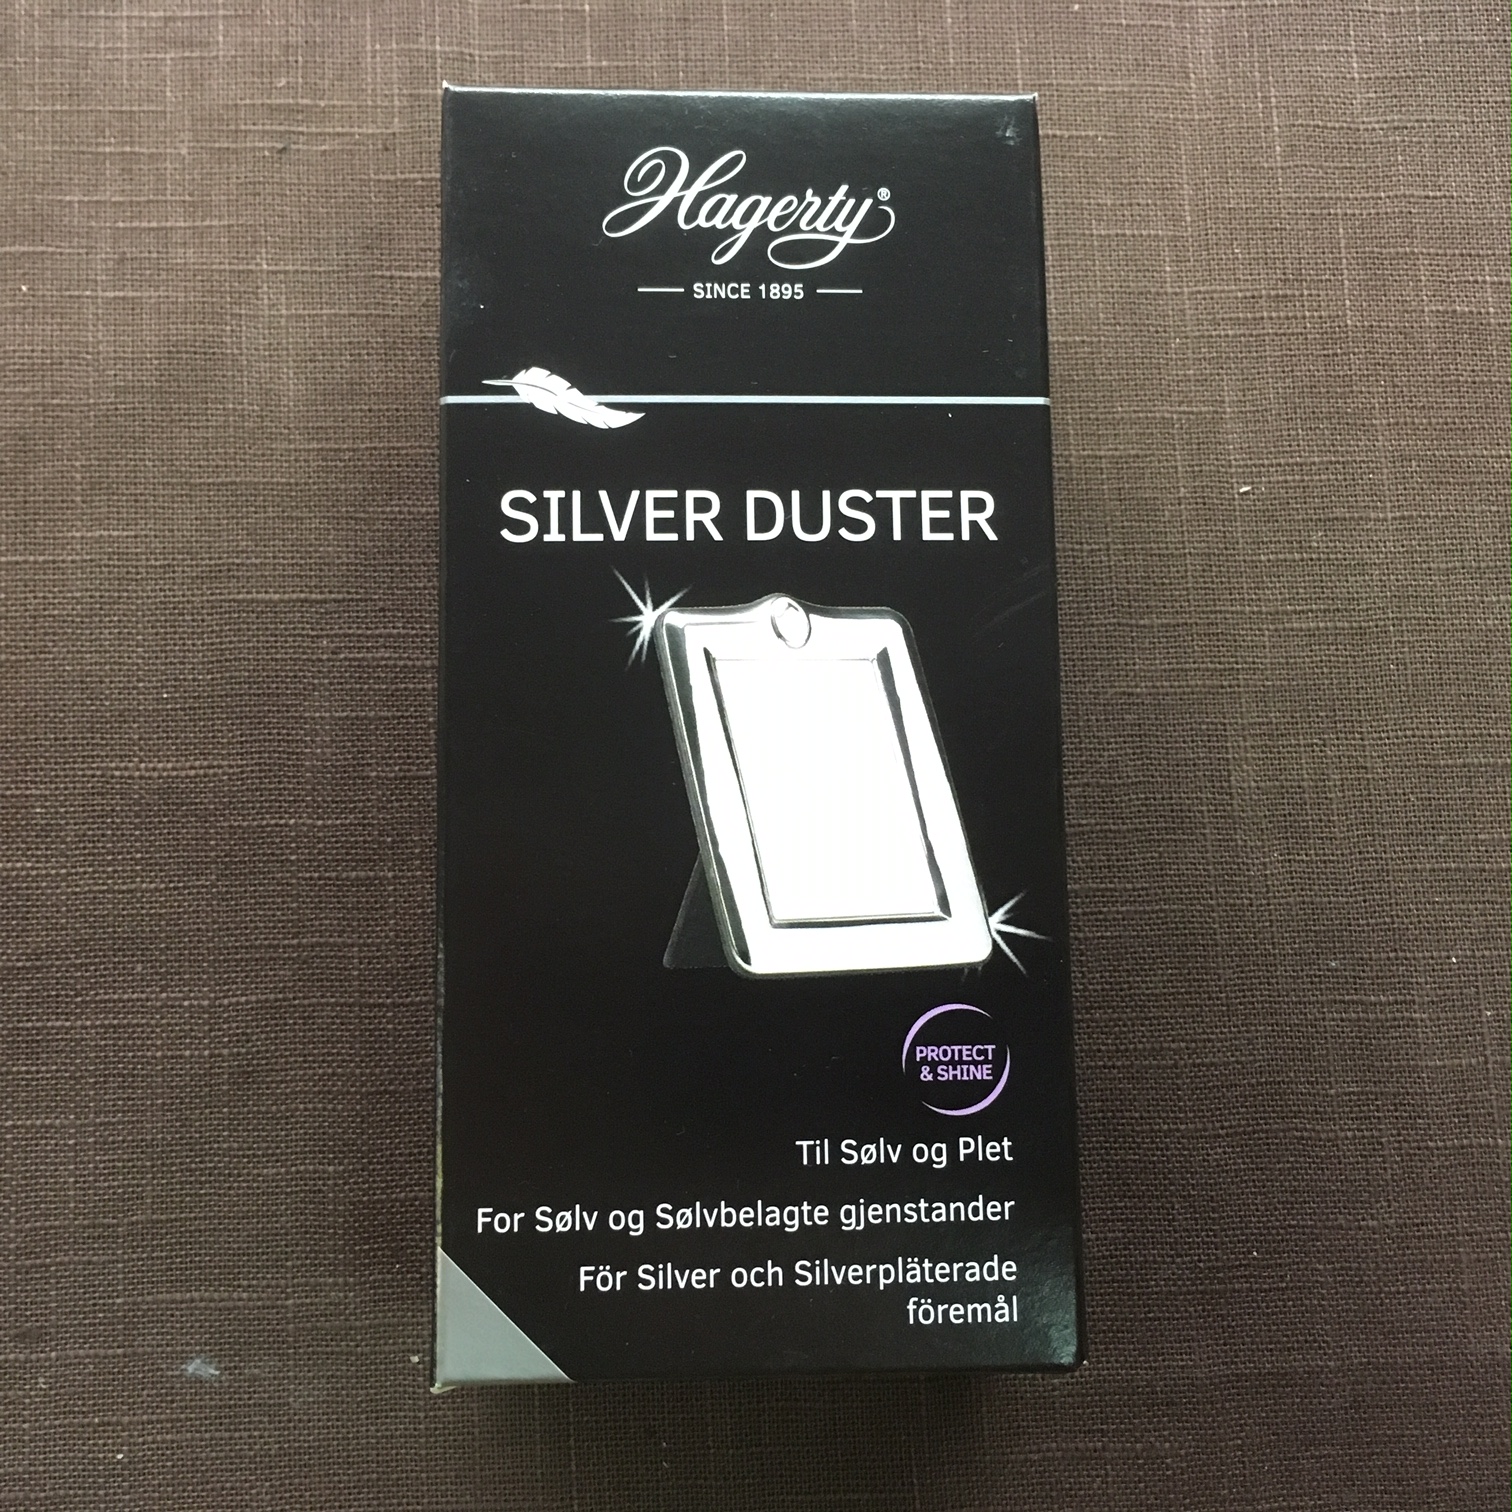 Hagerty®
SINCE 1895
SILVER DUSTER
PROTECT
& SHINE
Til Sølv og Plet
For Sølv og Sølvbelagte gjenstander
För Silver och Silverpläterade
föremål